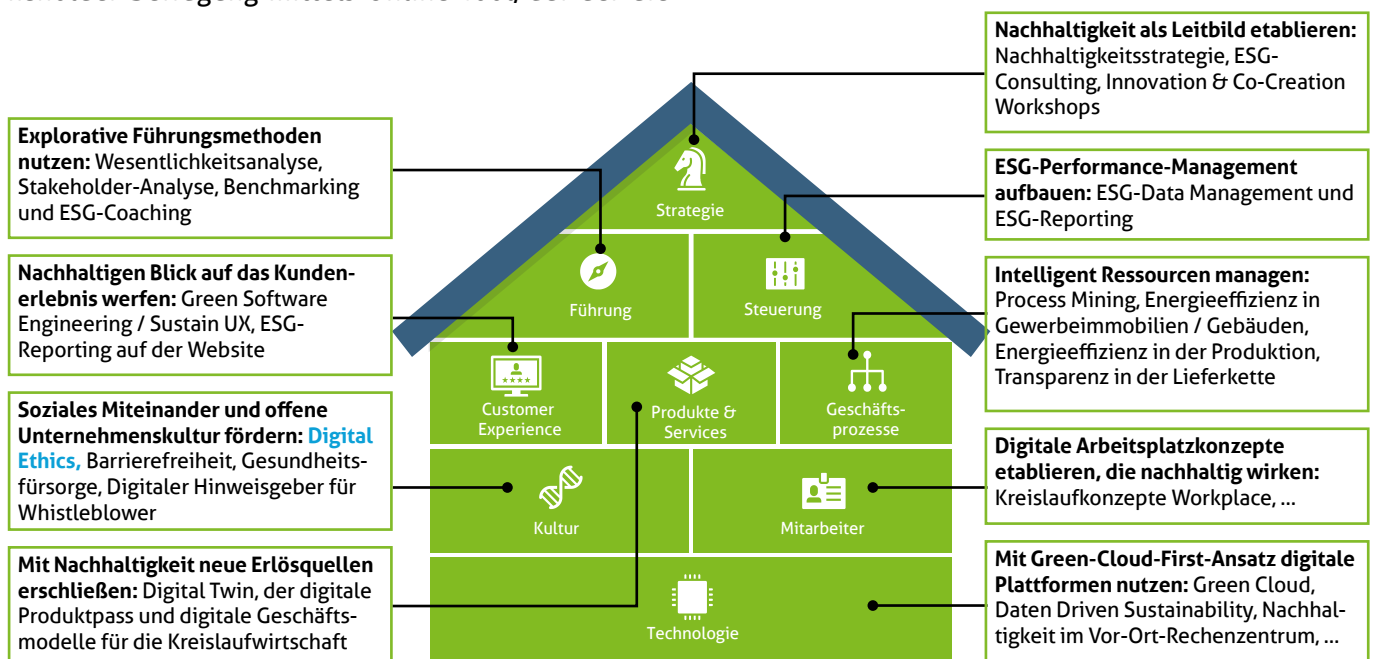 Nachhaltigkeit als Leitbild etablieren:
Nachhaltigkeitsstrategie, ESG-
Consulting, Innovation & Co-Creation
Workshops
Explorative Führungsmethoden
nutzen: Wesentlichkeitsanalyse,
Stakeholder-Analyse, Benchmarking
und ESG-Coaching
ESG-Performance-Management
aufbauen: ESG-Data Management und
ESG-Reporting
Strategie
Nachhaltigen Blick auf das Kunden-
erlebnis werfen: Green Software
Engineering / Sustain UX, ESG-
Reporting auf der Website
Führung
Steuerung
Intelligent Ressourcen managen:
Process Mining, Energieeffizienz in
Gewerbeimmobilien / Gebäuden,
Energieeffizienz in der Produktion,
Transparenz in der Lieferkette
Customer
Experience
Produkte &
Services
Geschäfts-
prozesse
Soziales Miteinander und offene
Unternehmenskultur fördern: Digital
Ethics, Barrierefreiheit, Gesundheits-
fürsorge, Digitaler Hinweisgeber für
Whistleblower
Kultur
Mitarbeiter
Digitale Arbeitsplatzkonzepte
etablieren, die nachhaltig wirken:
Kreislaufkonzepte Workplace, ...
Mit Nachhaltigkeit neue Erlösquellen
erschließen: Digital Twin, der digitale
Produktpass und digitale Geschäfts-
modelle für die Kreislaufwirtschaft
Technologie
Mit Green-Cloud-First-Ansatz digitale
Plattformen nutzen: Green Cloud,
Daten Driven Sustainability, Nachhal-
tigkeit im Vor-Ort-Rechenzentrum, ...